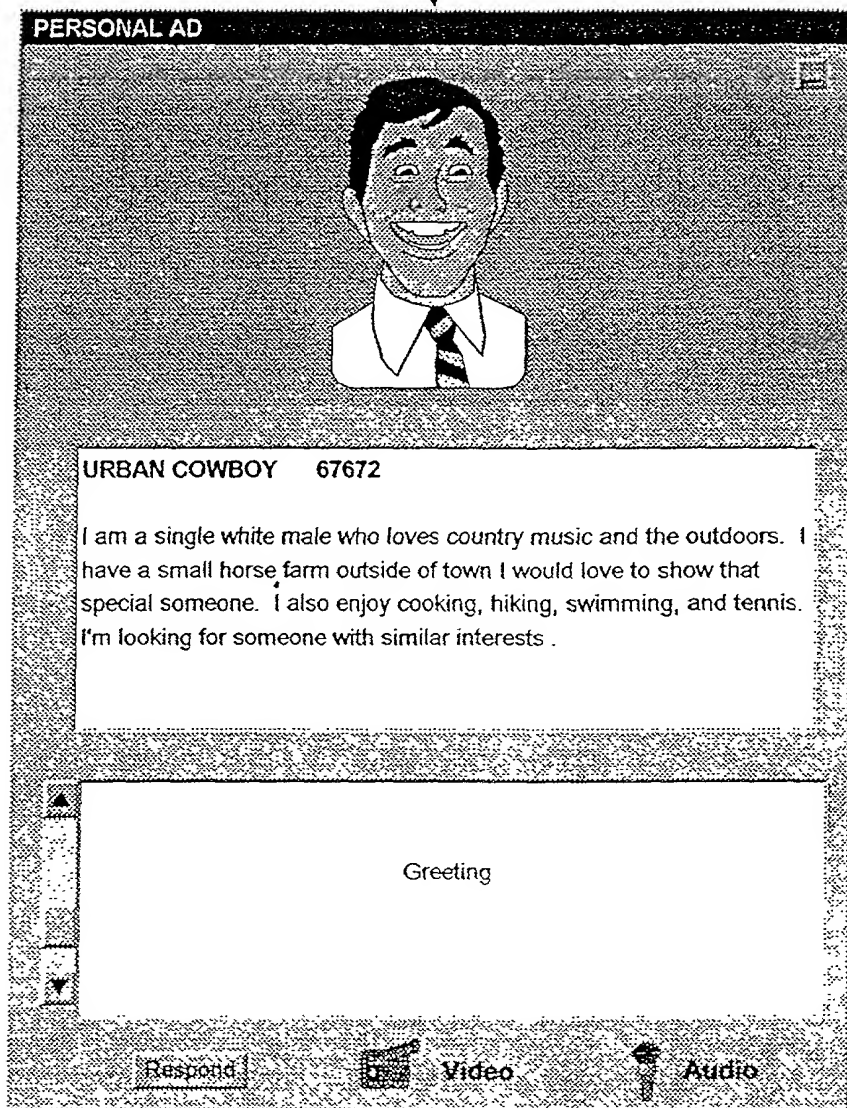 PERSONAL AD
URBAN COWBOY 67672
I am a single white male who loves country music and the outdoors. I
have a small horse farm outside of town I would love to show that
special someone. I also enjoy cooking, hiking, swimming, and tennis.
I'm looking for someone with similar interests .
Greeting
Respond Video Audio